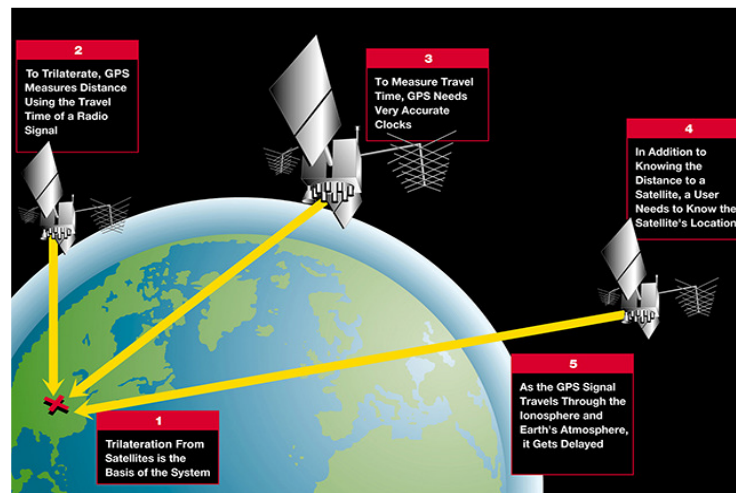 1
Trilateration From
Satellites is the
Basis of the System
2
To Trilaterate, GPS
Measures Distance
Using the Travel
Time of a Radio
Signal
3
To Measure Travel
Time, GPS Needs
Very Accurate
Clocks
4
In Addition to
Knowing the
Distance to a
Satellite, a User
Needs to Know the
Satellite's Location
5
As the GPS Signal
Travels Through the
Ionosphere and
Earth's Atmosphere,
it Gets Delayed